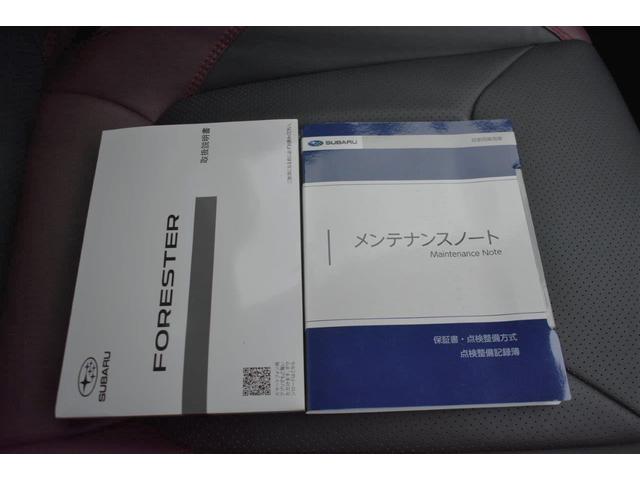 取扱説明書
FORESTER
SUBARU
SUBARU
メンテナンスノート
Maintenance Note
保証書・点検整備方式
点検整備記録簿